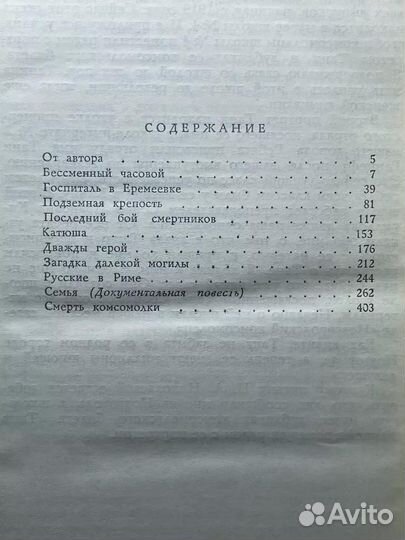 СОДЕРЖАНИЕ
От автора . . . . . . . . . . . . 5
Бессменный часовой . . . . . . . . . 7
Госпиталь в Еремеевке . . . . . . . . 39
Подземная крепость . . . . . . . . . 81
Последний бой смертников . . . . . . . 117
Катюша . . . . . . . . . . . . . 153
Дважды герой . . . . . . . . . . . 176
Загадка далекой могилы . . . . . . . . 212
Русские в Риме . . . . . . . . . . 244
Семья (Документальная повесть) . . . . . 262
Смерть комсомолки . . . . . . . . . 403
Avito